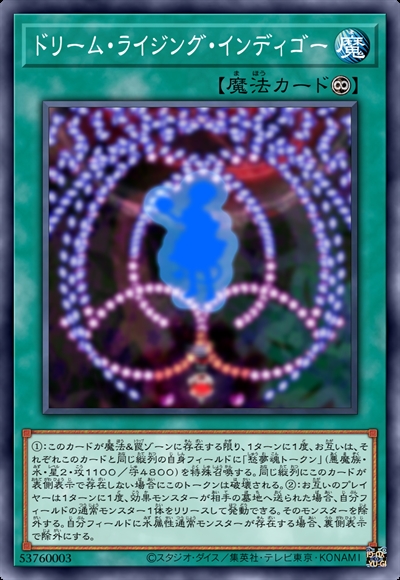 ドリーム・ライジング・インディゴー
魔
【魔法カード】
①:このカードが魔法&罠ゾーンに存在する限り、1ターンに1度、お互いは、そ
れぞれこのカードと同じ縦列の自身フィールドに「愁夢魂トークン」(悪魔族・
水・星2・攻1100/守4800)を特殊召喚する。同じ縦列にこのカードが
表側表示で存在しない場合にこのトークンは破壊される。②:お互いのプレ
イヤーは1ターンに1度、効果モンスターが相手の墓地へ送られた場合、自分フ
ィールドの通常モンスター1体をリリースして発動できる。そのモンスターを除
外する。自分フィールドに水属性通常モンスターが存在する場合、裏側表示
で除外にする。
53760003
©スタジオ・ダイス/集英社・テレビ東京・KONAMI